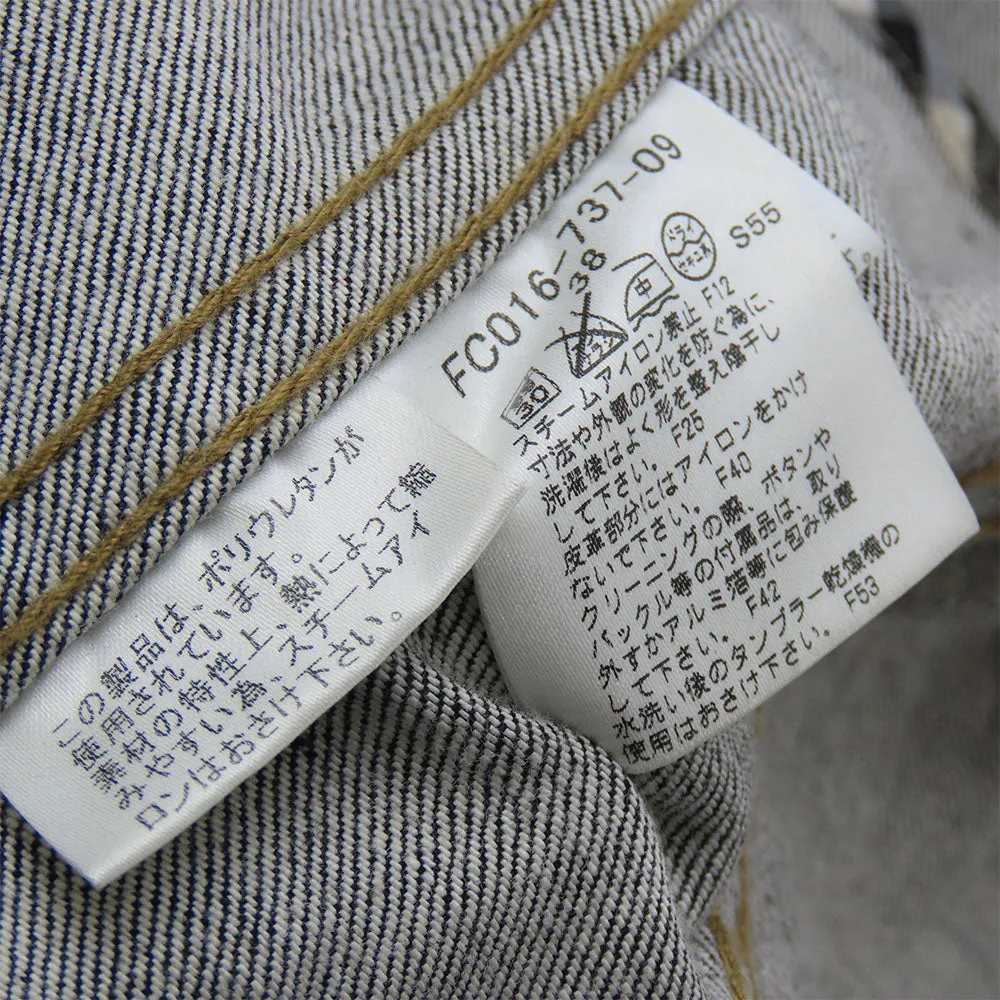 この製品は、ポリウレタンが
使用されています。
素材の特性上、熱によって縮
みやすい為、スチームアイ
ロンはおさけ下さい。
FC016-737-09
38
30
中
ドライ
セキユ系
S55
スチームアイロン禁止 F12
寸法や外観の変化を防ぐ為に、
洗濯後はよく形を整え陰干し
して下さい。 F25
皮革部分にはアイロンをかけ
ないで下さい。 F40
クリーニングの際、ボタンや
バックル等の付属品は、取り
外すかアルミ箔等に包み保護
して下さい。 F42
水洗い後のタンブラー乾燥機の
使用はおさけ下さい。 F53